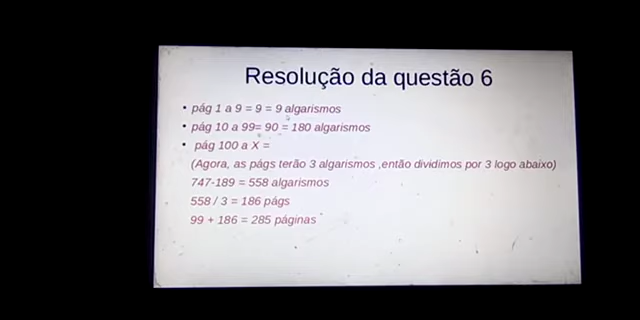 Resolução da questão 6
• pág 1 a 9 = 9 = 9 algarismos
• pág 10 a 99= 90 = 180 algarismos
• pág 100 a X =
(Agora, as págs terão 3 algarismos ,então dividimos por 3 logo abaixo)
747-189 = 558 algarismos
558 / 3 = 186 págs
99 + 186 = 285 páginas